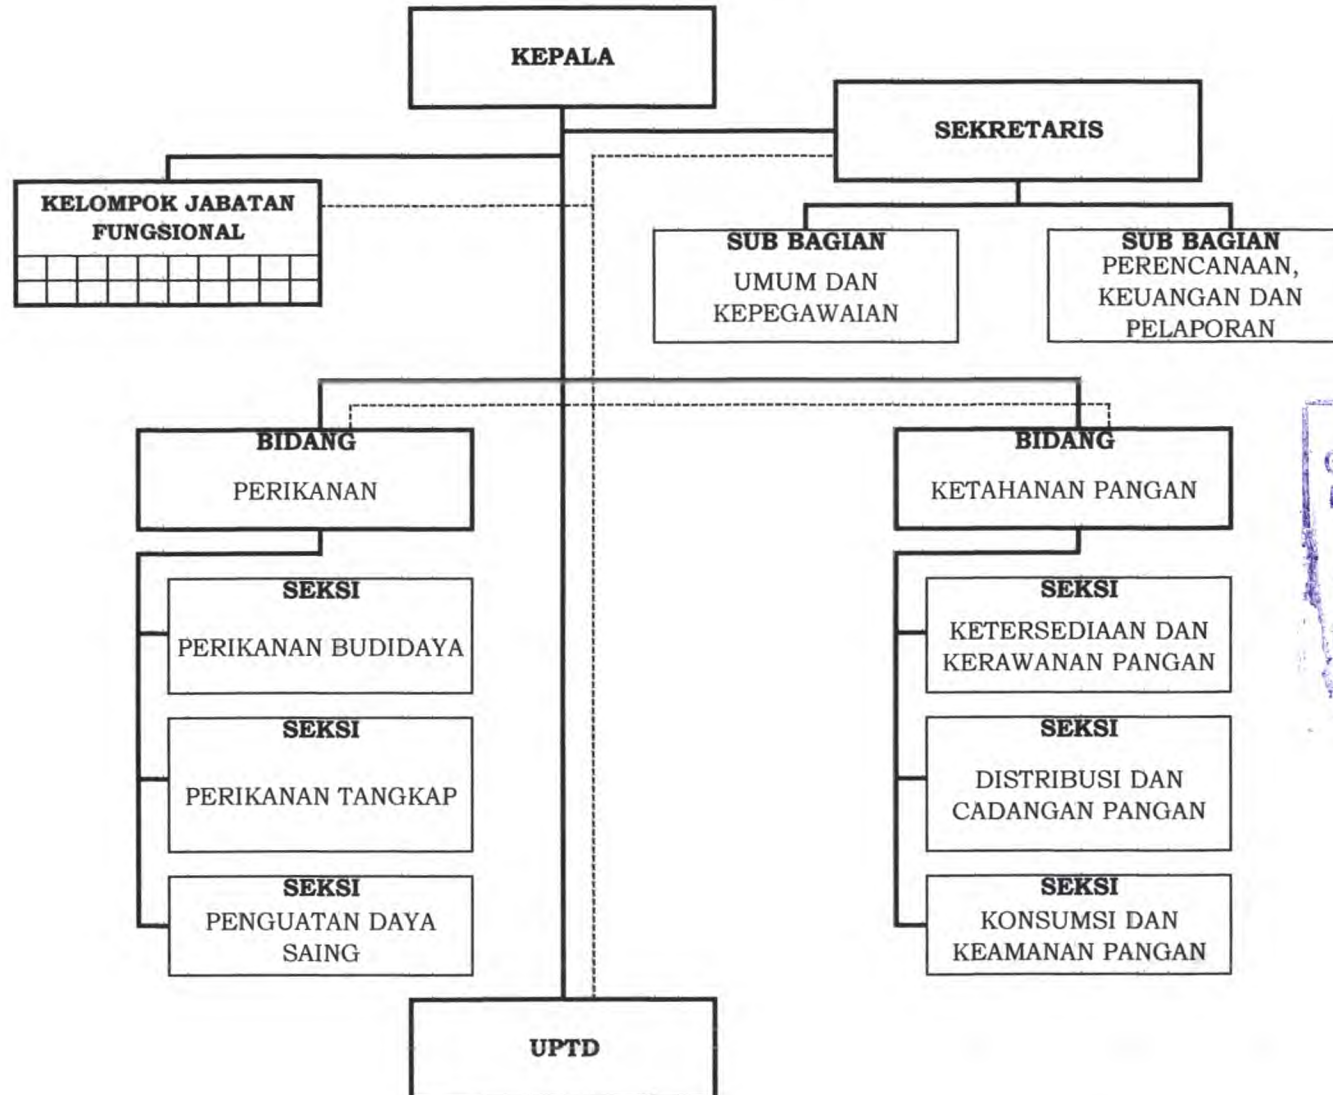 KEPALA
SEKRETARIS
KELOMPOK JABATAN
FUNGSIONAL
SUB BAGIAN
UMUM DAN
KEPEGAWAIAN
SUB BAGIAN
PERENCANAAN,
KEUANGAN DAN
PELAPORAN
BIDANG
PERIKANAN
BIDANG
KETAHANAN PANGAN
SEKSI
PERIKANAN BUDIDAYA
SEKSI
PERIKANAN TANGKAP
SEKSI
PENGUATAN DAYA
SAING
SEKSI
KETERSEDIAAN DAN
KERAWANAN PANGAN
SEKSI
DISTRIBUSI DAN
CADANGAN PANGAN
SEKSI
KONSUMSI DAN
KEAMANAN PANGAN
UPTD